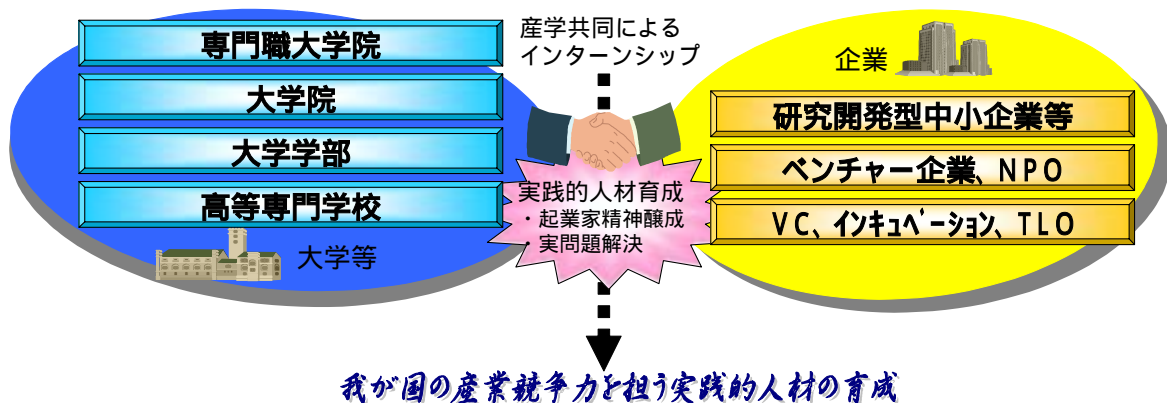 専門職大学院
大学院
大学学部
高等専門学校
大学等
産学共同による
インターンシップ
実践的人材育成
・起業家精神醸成
・実問題解決
企業
研究開発型中小企業等
ベンチャー企業、NPO
VC、インキュベーション、TLO
我が国の産業競争力を担う実践的人材の育成